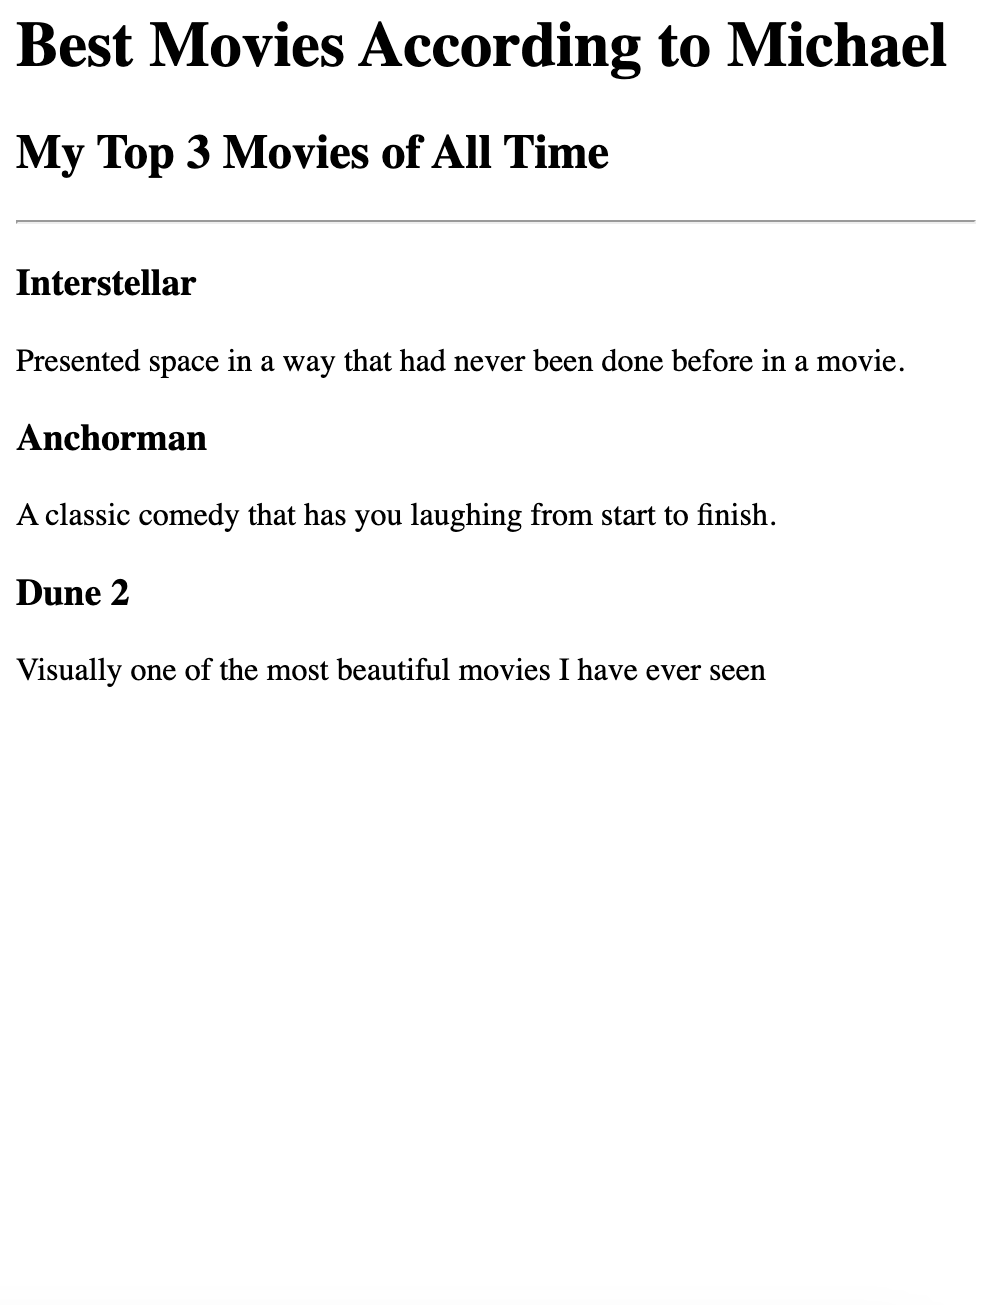 Best Movies According to Michael
My Top 3 Movies of All Time
Interstellar
Presented space in a way that had never been done before in a movie.
Anchorman
A classic comedy that has you laughing from start to finish.
Dune 2
Visually one of the most beautiful movies I have ever seen